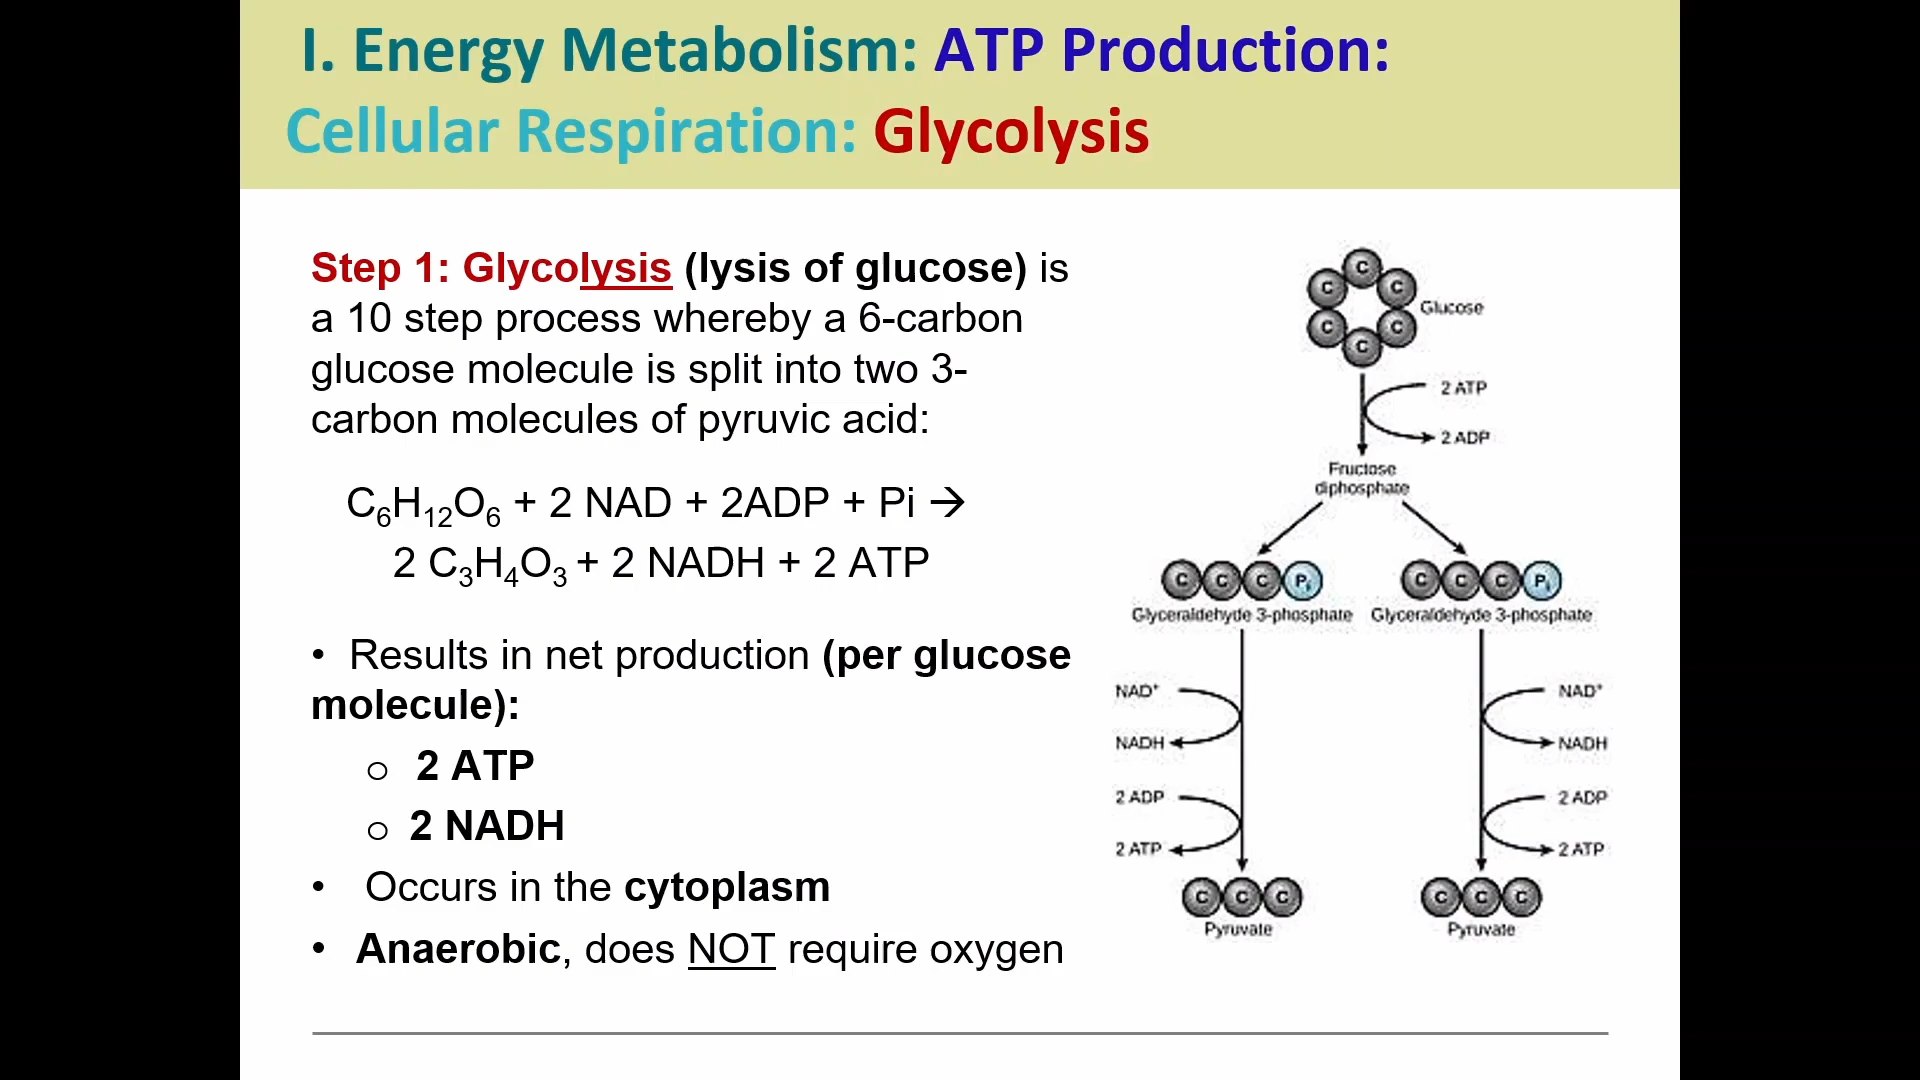 I. Energy Metabolism: ATP Production:
Cellular Respiration: Glycolysis
Step 1: Glycolysis (lysis of glucose) is
a 10 step process whereby a 6-carbon
glucose molecule is split into two 3-
carbon molecules of pyruvic acid:
C₆H₁₂O₆ + 2 NAD + 2ADP + Pi →
2 C₃H₄O₃ + 2 NADH + 2 ATP
• Results in net production (per glucose
molecule):
o 2 ATP
o 2 NADH
• Occurs in the cytoplasm
• Anaerobic, does NOT require oxygen
C
C C
Glucose
C C
C
2 ATP
2 ADP
Fructose
diphosphate
C C C Pᵢ C C C Pᵢ
Glyceraldehyde 3-phosphate Glyceraldehyde 3-phosphate
NAD⁺ NAD⁺
NADH NADH
2 ADP 2 ADP
2 ATP 2 ATP
C C C C C C
Pyruvate Pyruvate